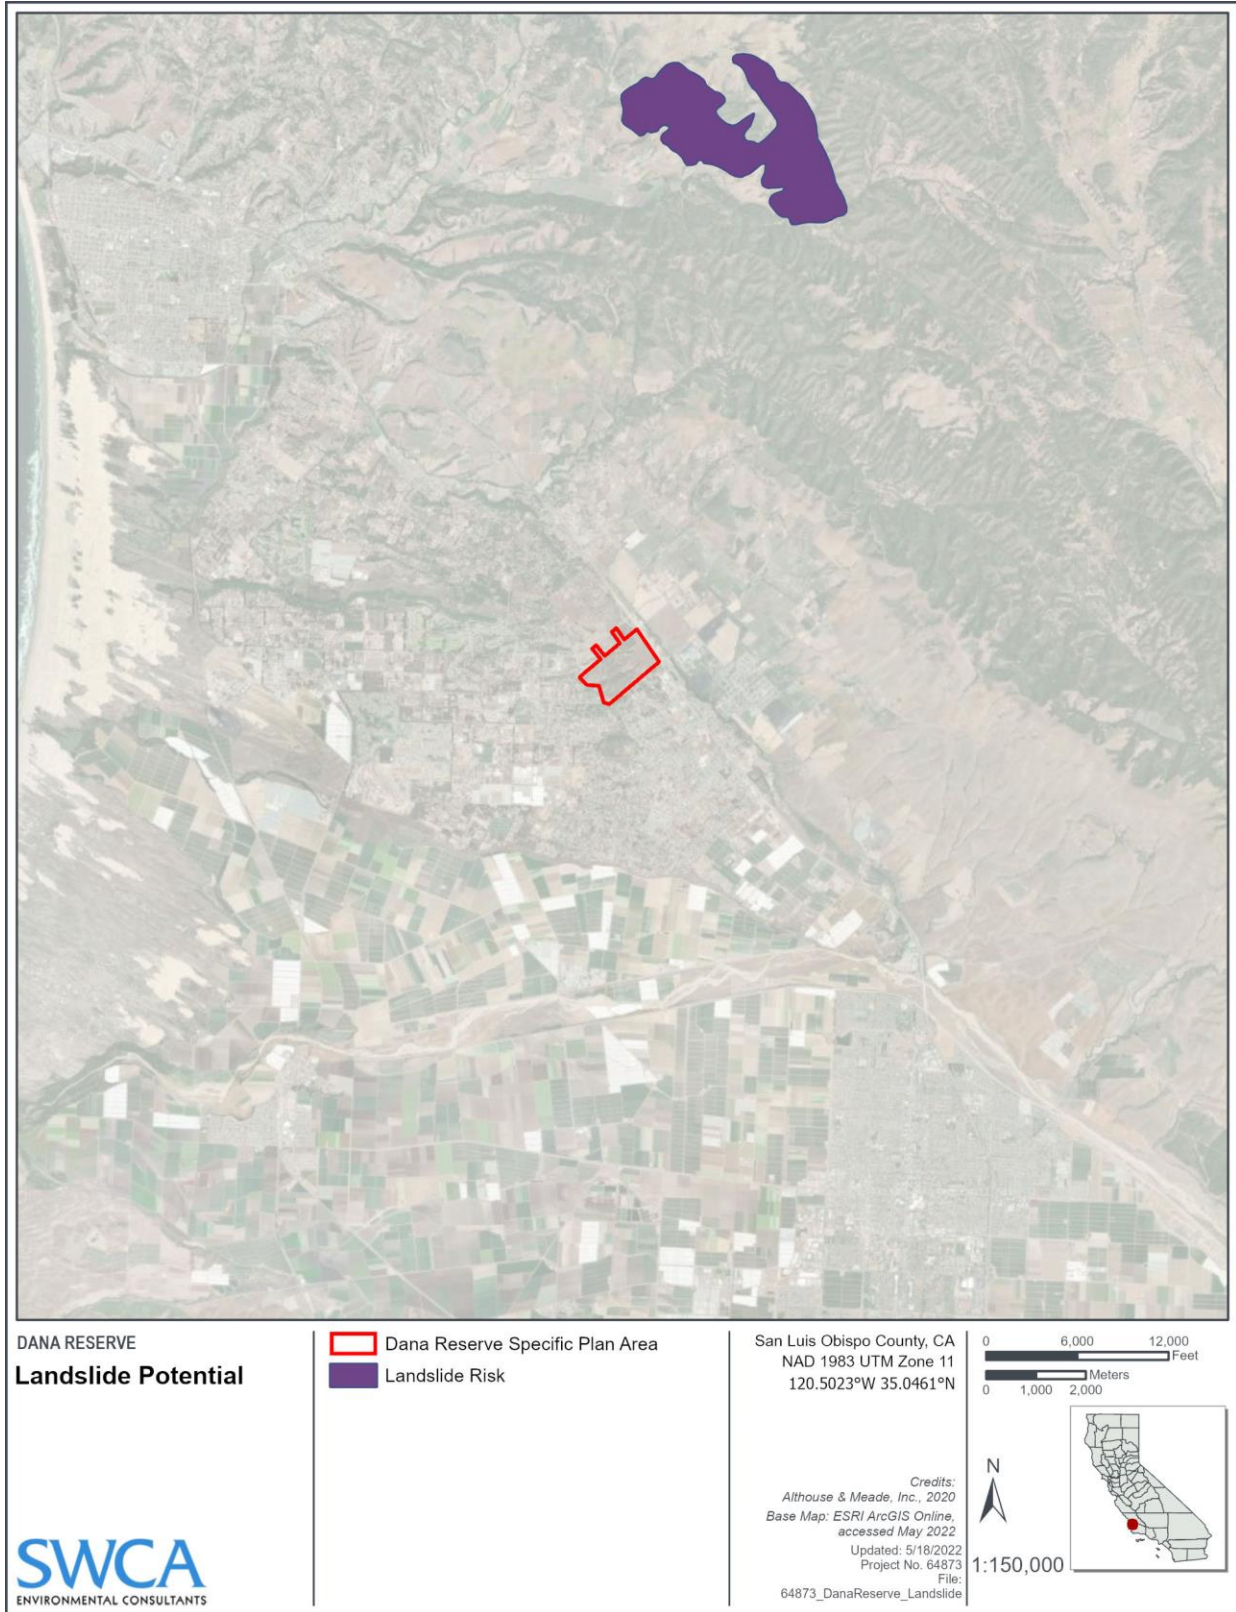 DANA RESERVE
Landslide Potential
SWCA
ENVIRONMENTAL CONSULTANTS
Dana Reserve Specific Plan Area
Landslide Risk
San Luis Obispo County, CA
NAD 1983 UTM Zone 11
120.5023°W 35.0461°N
Credits:
Althouse & Meade, Inc., 2020
Base Map: ESRI ArcGIS Online,
accessed May 2022
Updated: 5/18/2022
Project No. 64873
File:
64873_DanaReserve_Landslide
0 6,000 12,000
Feet
Meters
0 1,000 2,000
N
1:150,000